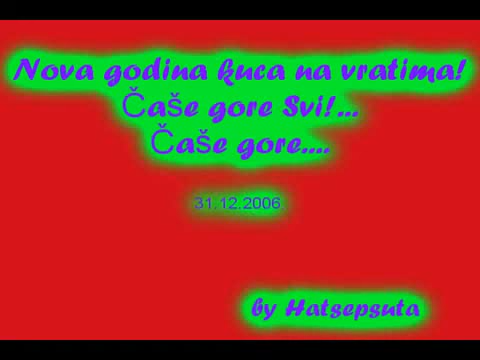 Nova godina kuca na vratima!
Čaše gore Svi!...
Čaše gore....
31.12.2006
by Hatsepsuta